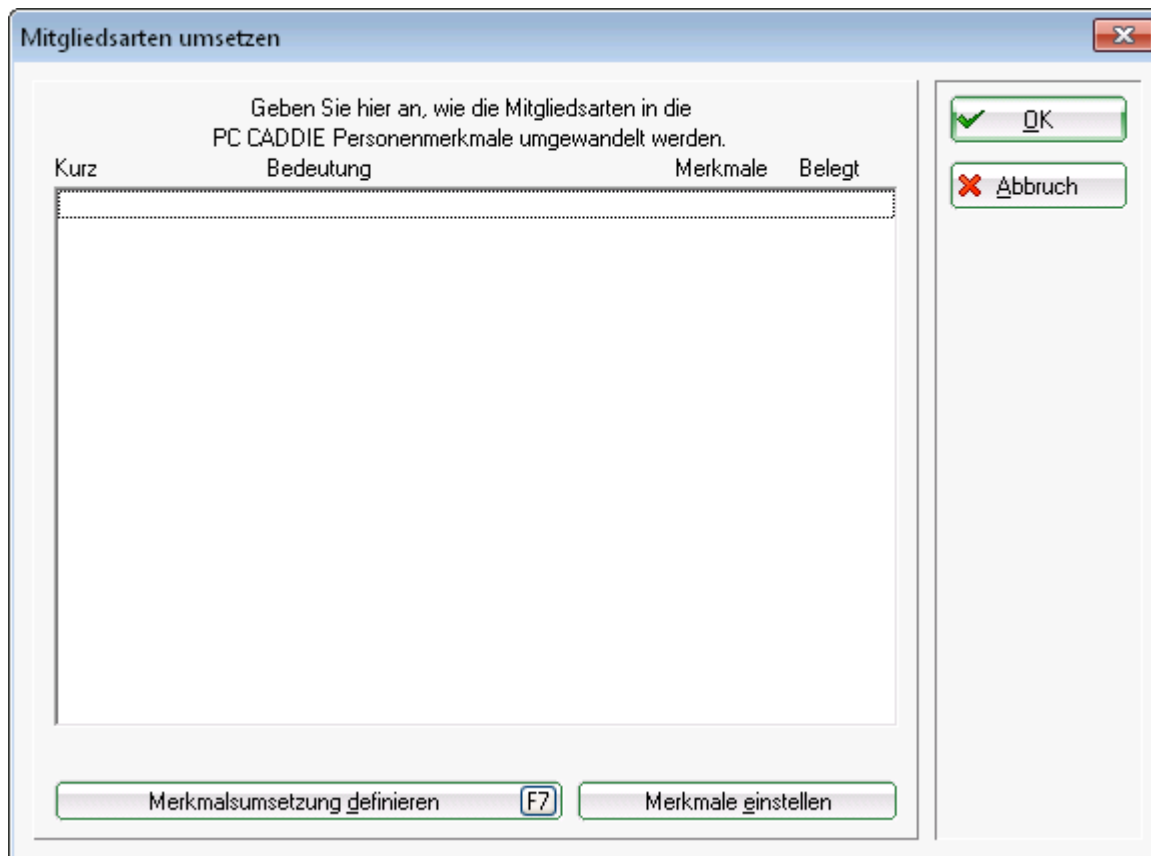 Mitgliedsarten umsetzen
Geben Sie hier an, wie die Mitgliedsarten in die
PC CADDIE Personenmerkmale umgewandelt werden.
Kurz Bedeutung Merkmale Belegt
OK
Abbruch
Merkmalsumsetzung definieren F7 Merkmale einstellen